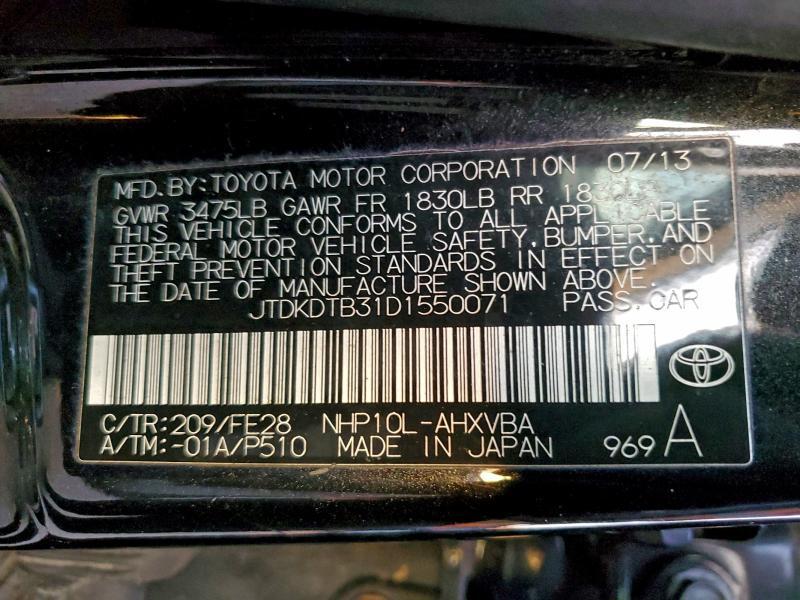 MFD. BY: TOYOTA MOTOR CORPORATION 07/13
GVWR 3475LB GAWR FR 1830LB RR 1830LB
THIS VEHICLE CONFORMS TO ALL APPLICABLE
FEDERAL MOTOR VEHICLE SAFETY, BUMPER, AND
THEFT PREVENTION STANDARDS IN EFFECT ON
THE DATE OF MANUFACTURE SHOWN ABOVE.
JTDKDTB31D1550071 PASS. CAR
C/TR: 209/FE28 NHP10L-AHXVBA
A/TM: -01A/P510 MADE IN JAPAN 969 A